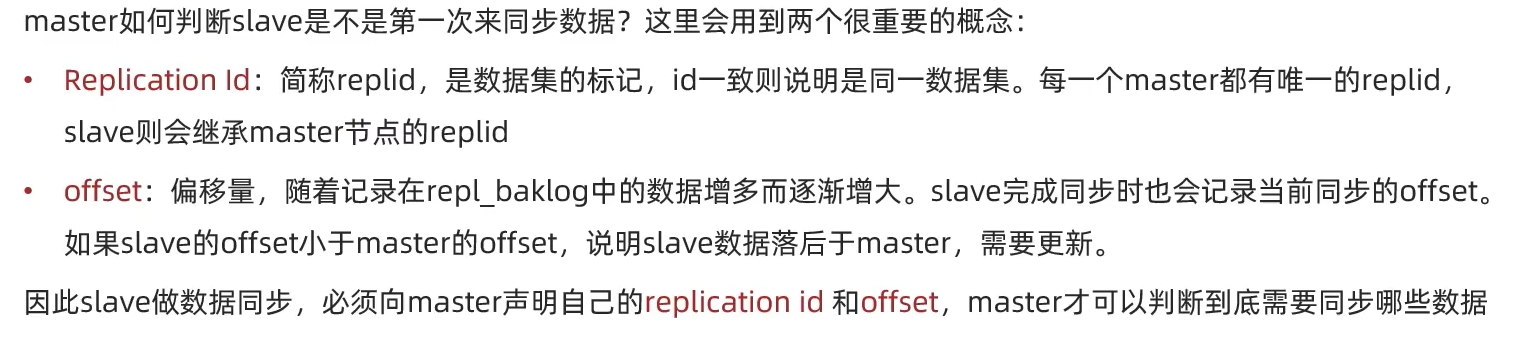 master如何判断slave是不是第一次来同步数据？这里会用到两个很重要的概念：
• Replication Id：简称replid，是数据集的标记，id一致则说明是同一数据集。每一个master都有唯一的replid，
slave则会继承master节点的replid
• offset：偏移量，随着记录在repl_baklog中的数据增多而逐渐增大。slave完成同步时也会记录当前同步的offset。
如果slave的offset小于master的offset，说明slave数据落后于master，需要更新。
因此slave做数据同步，必须向master声明自己的replication id 和offset，master才可以判断到底需要同步哪些数据